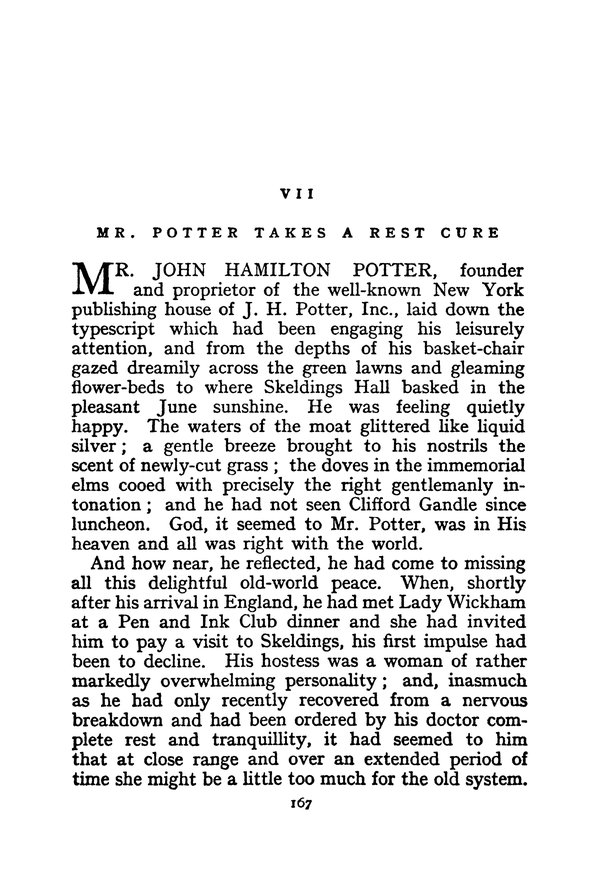 VII
MR. POTTER TAKES A REST CURE
MR. JOHN HAMILTON POTTER, founder
and proprietor of the well-known New York
publishing house of J. H. Potter, Inc., laid down the
typescript which had been engaging his leisurely
attention, and from the depths of his basket-chair
gazed dreamily across the green lawns and gleaming
flower-beds to where Skeldings Hall basked in the
pleasant June sunshine. He was feeling quietly
happy. The waters of the moat glittered like liquid
silver ; a gentle breeze brought to his nostrils the
scent of newly-cut grass ; the doves in the immemorial
elms cooed with precisely the right gentlemanly in-
tonation ; and he had not seen Clifford Gandle since
luncheon. God, it seemed to Mr. Potter, was in His
heaven and all was right with the world.
And how near, he reflected, he had come to missing
all this delightful old-world peace. When, shortly
after his arrival in England, he had met Lady Wickham
at a Pen and Ink Club dinner and she had invited
him to pay a visit to Skeldings, his first impulse had
been to decline. His hostess was a woman of rather
markedly overwhelming personality ; and, inasmuch
as he had only recently recovered from a nervous
breakdown and had been ordered by his doctor com-
plete rest and tranquillity, it had seemed to him
that at close range and over an extended period of
time she might be a little too much for the old system.
167